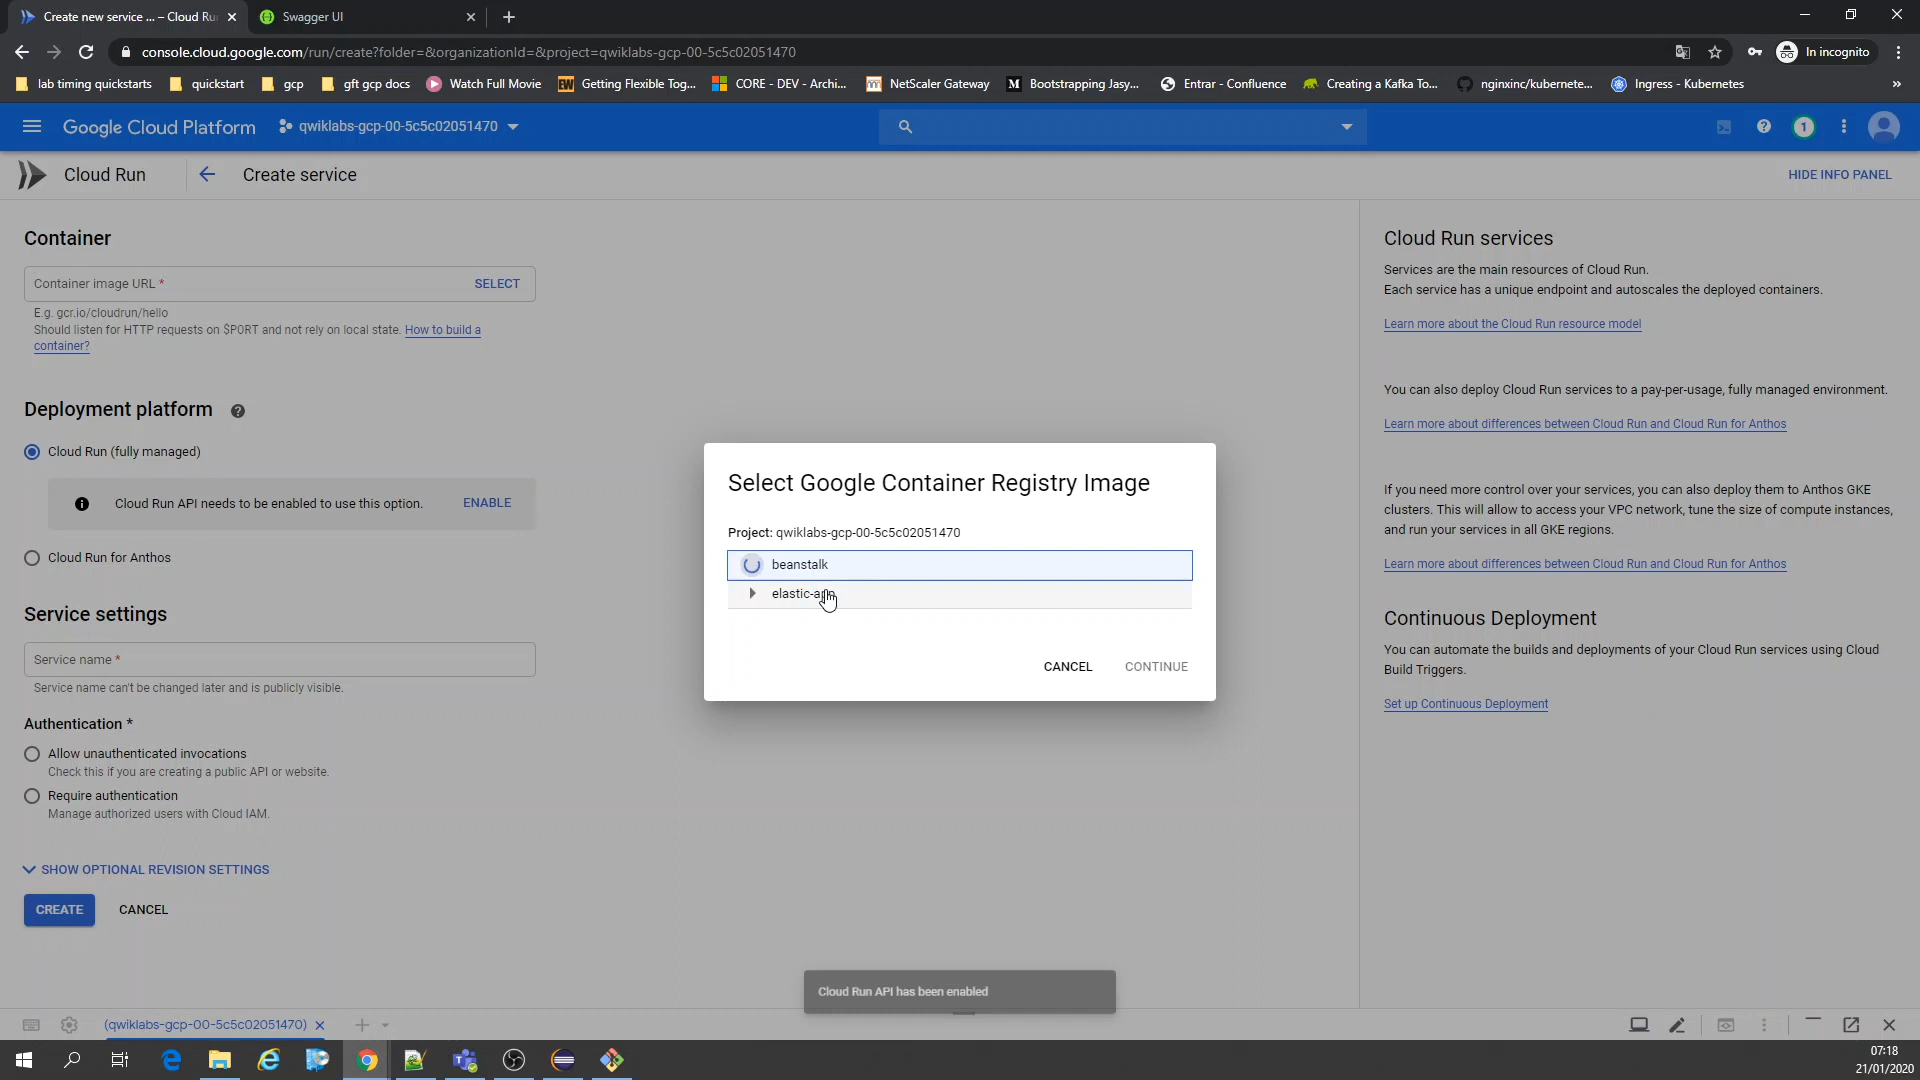 Create new service ... – Cloud Ru
Swagger UI
console.cloud.google.com/run/create?folder=&organizationId=&project=qwiklabs-gcp-00-5c5c02051470
In incognito
lab timing quickstarts
quickstart
gcp
gft gcp docs
Watch Full Movie
Getting Flexible Tog...
CORE - DEV - Archi...
NetScaler Gateway
Bootstrapping Jasy...
Entrar - Confluence
Creating a Kafka To...
nginxinc/kubernete...
Ingress - Kubernetes
»
Google Cloud Platform
qwiklabs-gcp-00-5c5c02051470
1
Cloud Run
Create service
HIDE INFO PANEL
Container
Container image URL *
SELECT
E.g. gcr.io/cloudrun/hello
Should listen for HTTP requests on $PORT and not rely on local state. How to build a
container?
Deployment platform
Cloud Run (fully managed)
Cloud Run API needs to be enabled to use this option.
ENABLE
Cloud Run for Anthos
Service settings
Service name *
Service name can't be changed later and is publicly visible.
Authentication *
Allow unauthenticated invocations
Check this if you are creating a public API or website.
Require authentication
Manage authorized users with Cloud IAM.
SHOW OPTIONAL REVISION SETTINGS
CREATE
CANCEL
Select Google Container Registry Image
Project: qwiklabs-gcp-00-5c5c02051470
beanstalk
elastic-app
CANCEL
CONTINUE
Cloud Run API has been enabled
Cloud Run services
Services are the main resources of Cloud Run.
Each service has a unique endpoint and autoscales the deployed containers.
Learn more about the Cloud Run resource model
You can also deploy Cloud Run services to a pay-per-usage, fully managed environment.
Learn more about differences between Cloud Run and Cloud Run for Anthos
If you need more control over your services, you can also deploy them to Anthos GKE
clusters. This will allow to access your VPC network, tune the size of compute instances,
and run your services in all GKE regions.
Learn more about differences between Cloud Run and Cloud Run for Anthos
Continuous Deployment
You can automate the builds and deployments of your Cloud Run services using Cloud
Build Triggers.
Set up Continuous Deployment
(qwiklabs-gcp-00-5c5c02051470)
07:18
21/01/2020